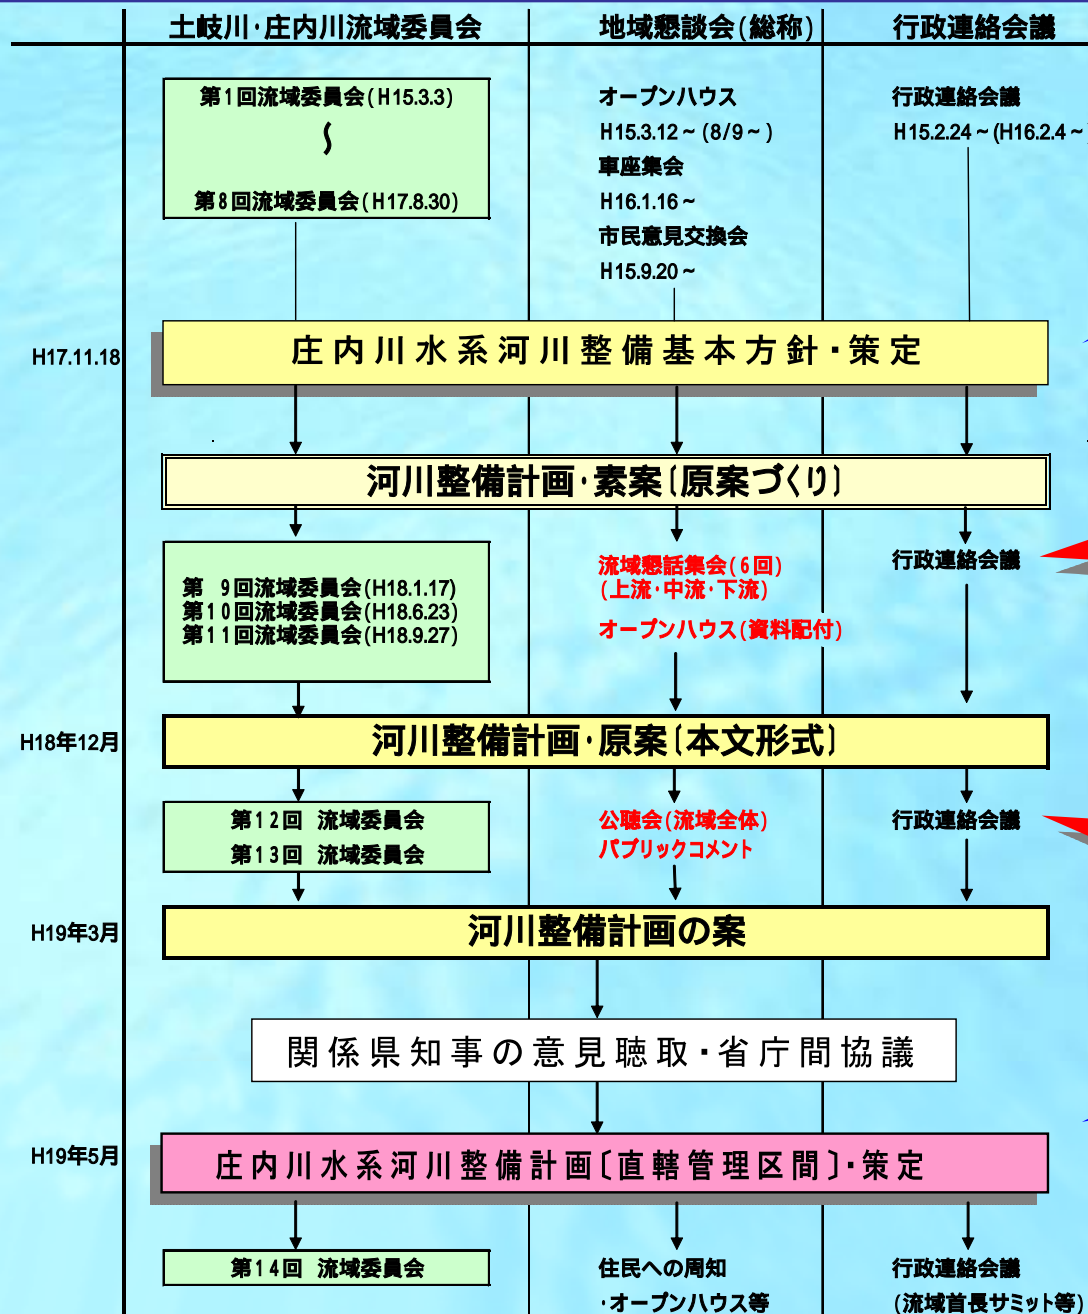 土岐川・庄内川流域委員会
地域懇談会(総称)
行政連絡会議
第1回流域委員会(H15.3.3)
～
第8回流域委員会(H17.8.30)
オープンハウス
H15.3.12～(8/9～)
車座集会
H16.1.16～
市民意見交換会
H15.9.20～
行政連絡会議
H15.2.24～(H16.2.4～)
H17.11.18
庄内川水系河川整備基本方針・策定
河川整備計画・素案〔原案づくり〕
第 9回流域委員会(H18.1.17)
第10回流域委員会(H18.6.23)
第11回流域委員会(H18.9.27)
流域懇話集会(6回)
(上流・中流・下流)
オープンハウス(資料配付)
行政連絡会議
H18年12月
河川整備計画・原案〔本文形式〕
第12回 流域委員会
第13回 流域委員会
公聴会(流域全体)
パブリックコメント
行政連絡会議
H19年3月
河川整備計画の案
関係県知事の意見聴取・省庁間協議
H19年5月
庄内川水系河川整備計画〔直轄管理区間〕・策定
第14回 流域委員会
住民への周知
・オープンハウス等
行政連絡会議
(流域首長サミット等)